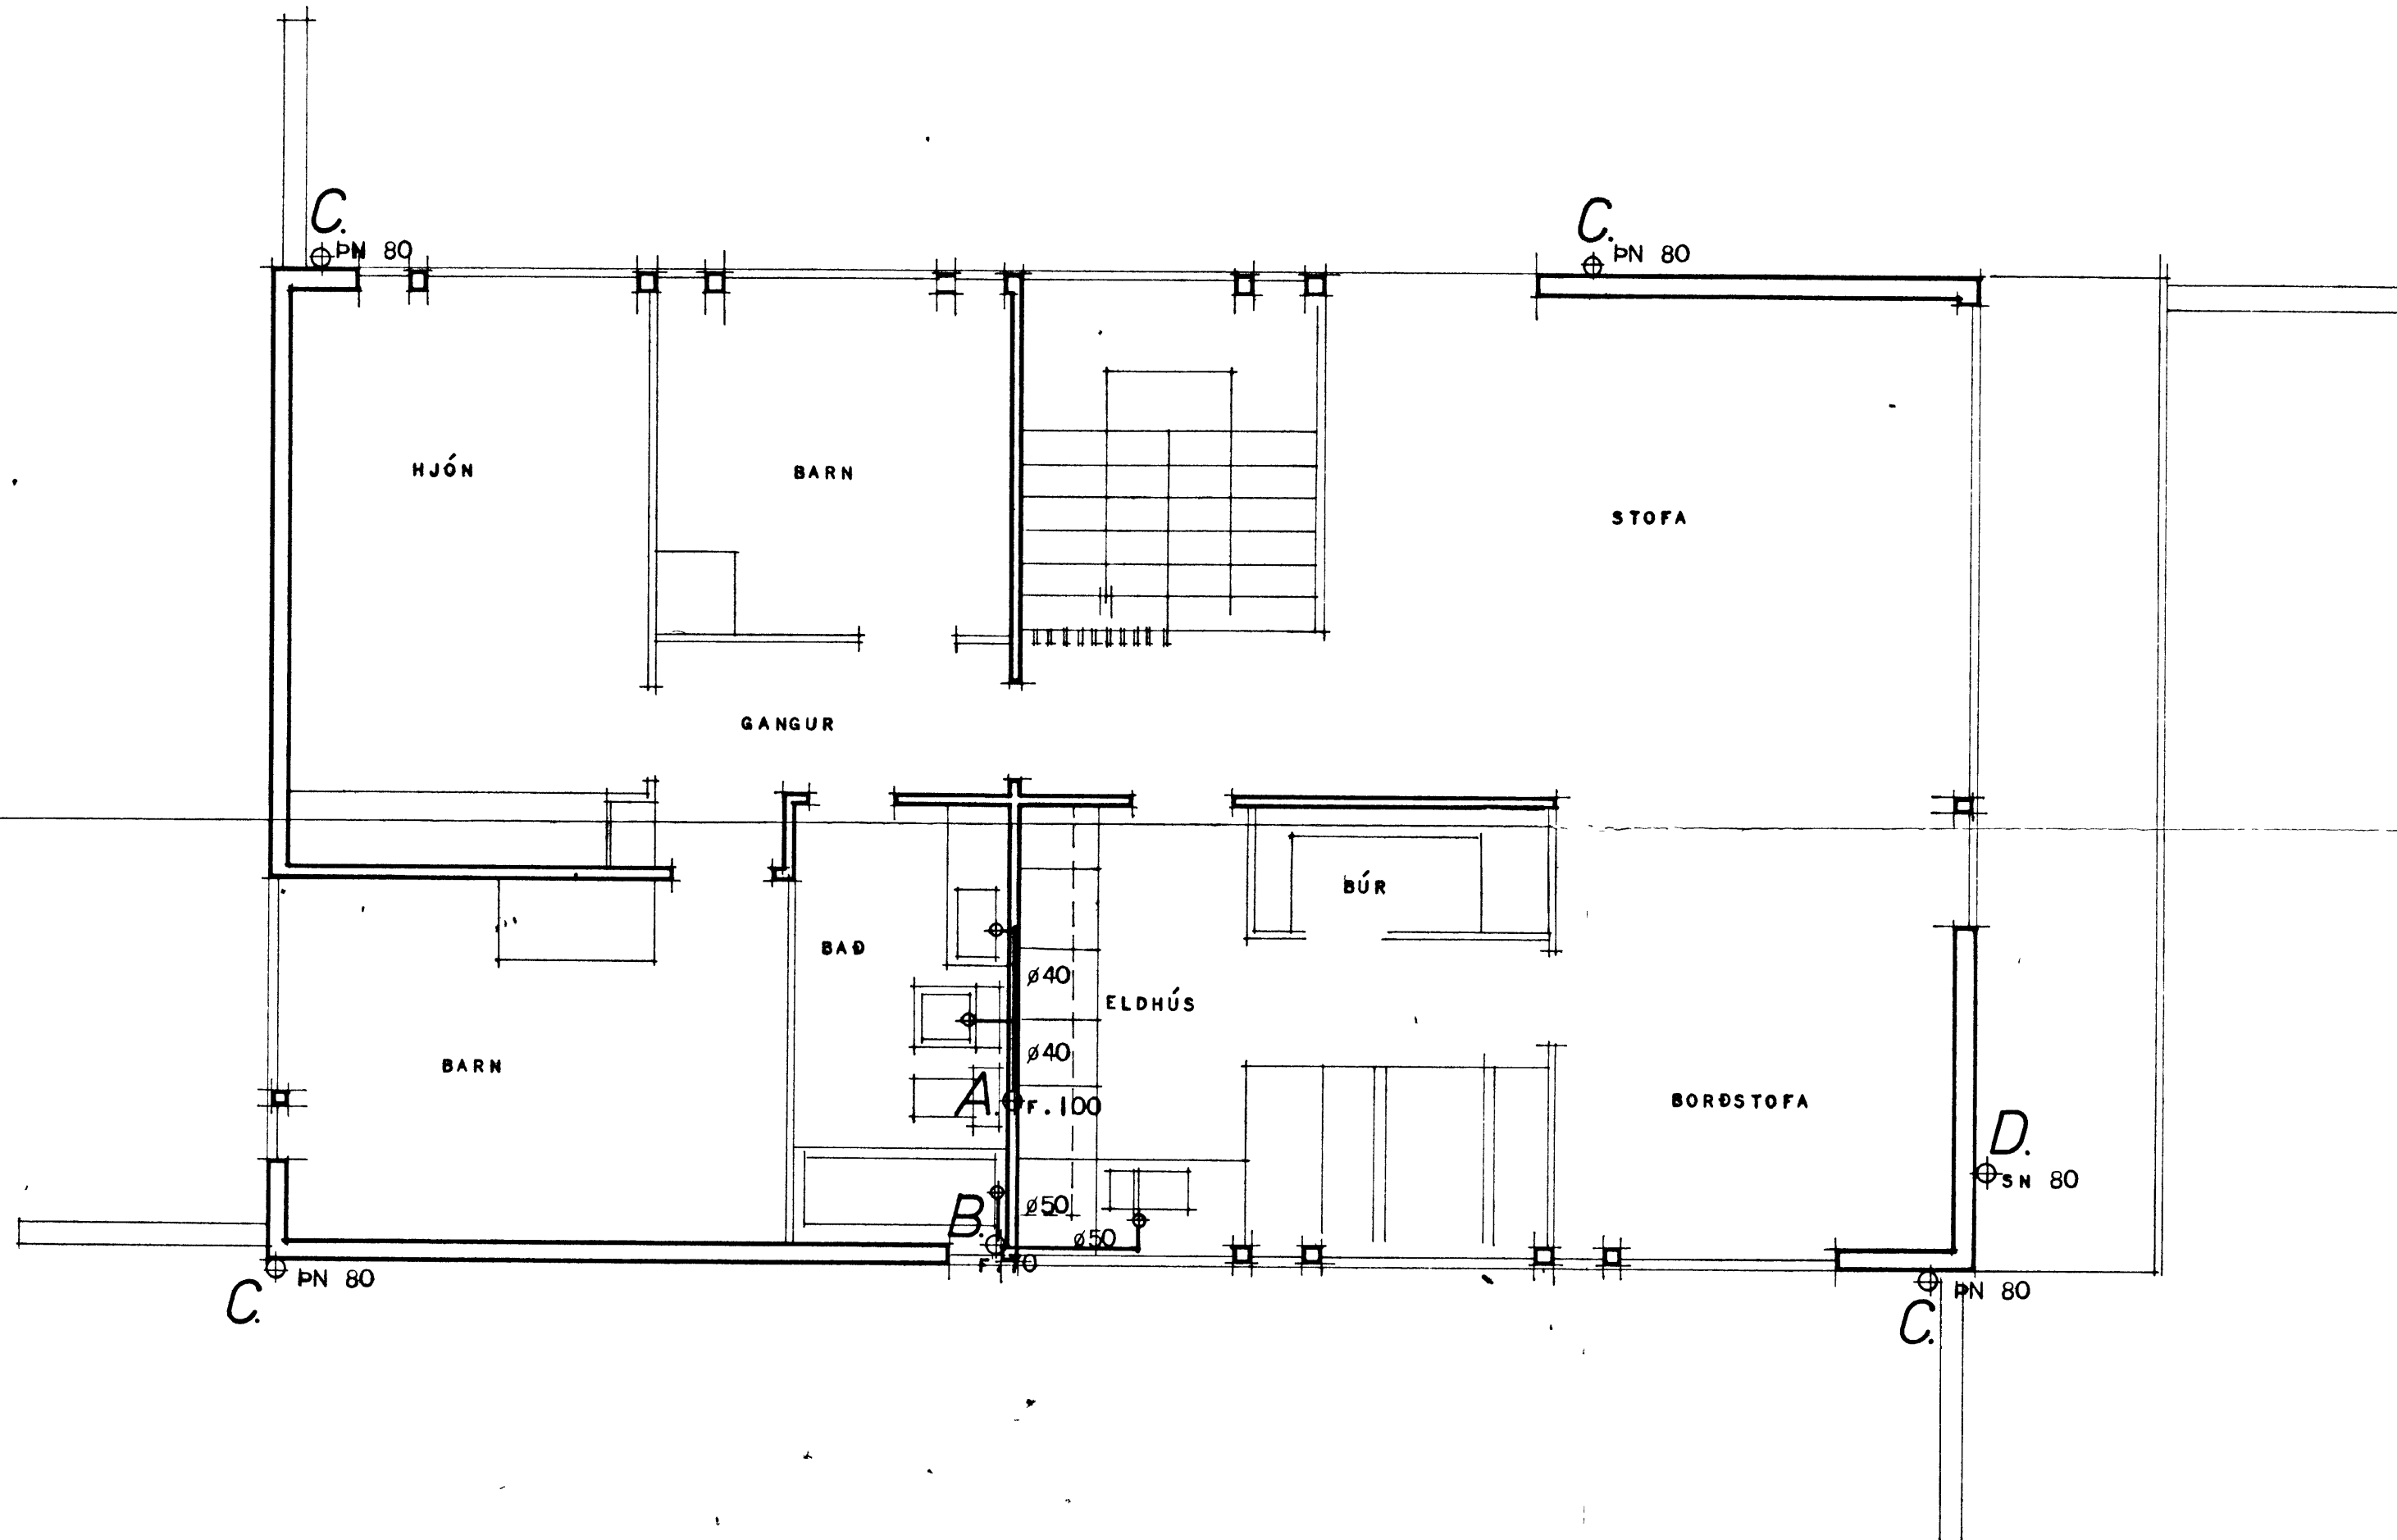 C.
ÞN 80
C.
ÞN 80
HJÓN
BARN
STOFA
GANGUR
BÚR
BAÐ
ø40
ELDHÚS
ø40
BARN
A.
F.100
BORÐSTOFA
D.
SN 80
B.
ø50
ø50
F.70
ÞN 80
C.
ÞN 80
C.